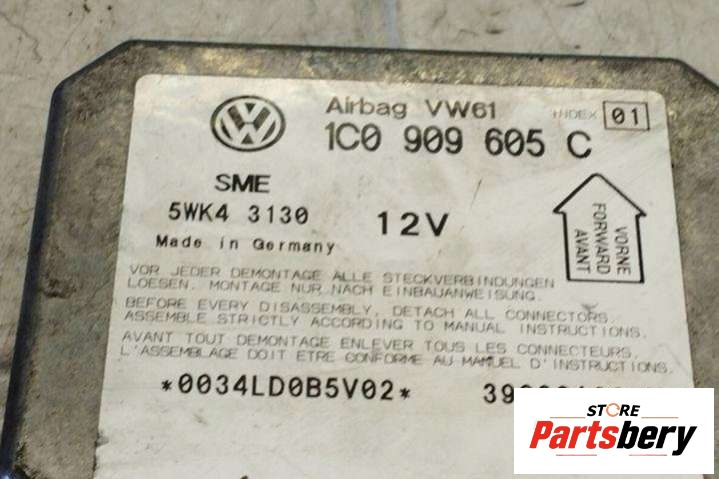 Airbag VW61 INDEX 01
1C0 909 605 C
SME
5WK4 3130
12V
Made in Germany
VORNE
FORWARD
AVANT
VOR JEDER DEMONTAGE ALLE STECKVERBINDUNGEN
LOESEN. MONTAGE NUR NACH EINBAUANWEISUNG.
BEFORE EVERY DISASSEMBLY, DETACH ALL CONNECTORS.
ASSEMBLE STRICTLY ACCORDING TO MANUAL INSTRUCTIONS.
AVANT TOUT DEMONTAGE ENLEVER TOUS LES CONNECTEURS.
L'ASSEMBLAGE DOIT ETRE CONFORME AU MANUEL D'INSTRUCTIONS.
*0034LD0B5V02*
STORE
Partsbery